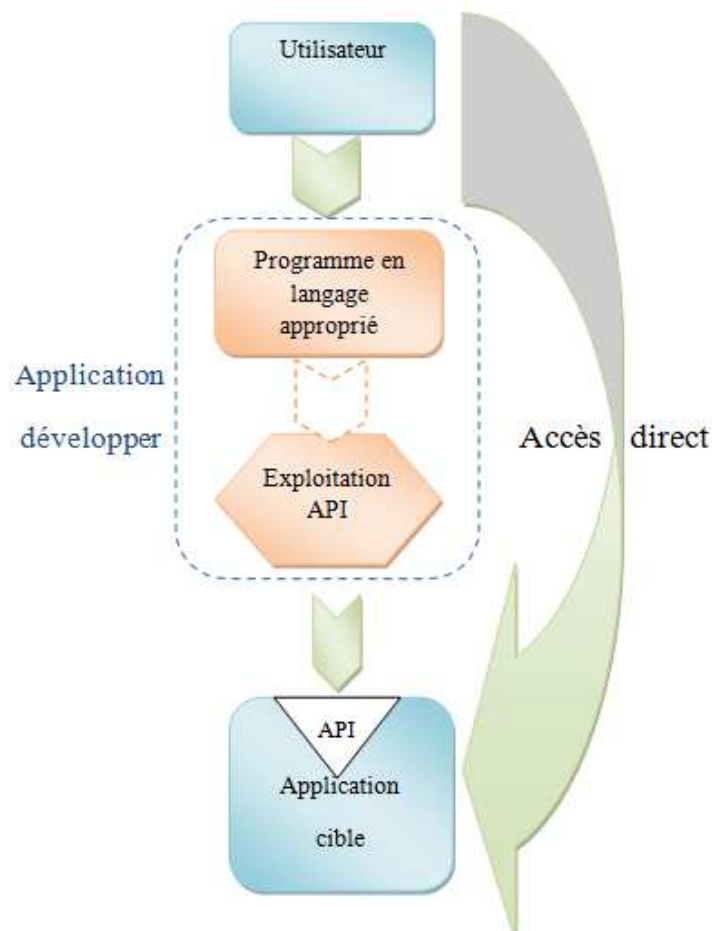 Utilisateur
Programme en
langage
approprié
Application
développer
Exploitation
API
Accès direct
API
Application
cible